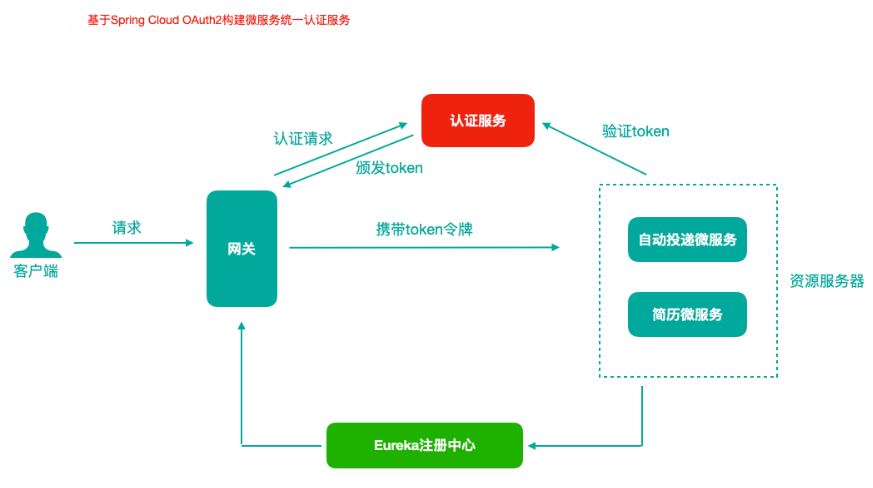 基于Spring Cloud OAuth2构建微服务统一认证服务
认证服务
认证请求
验证token
颁发token
请求
网关
携带token令牌
自动投递微服务
客户端
资源服务器
简历微服务
Eureka注册中心